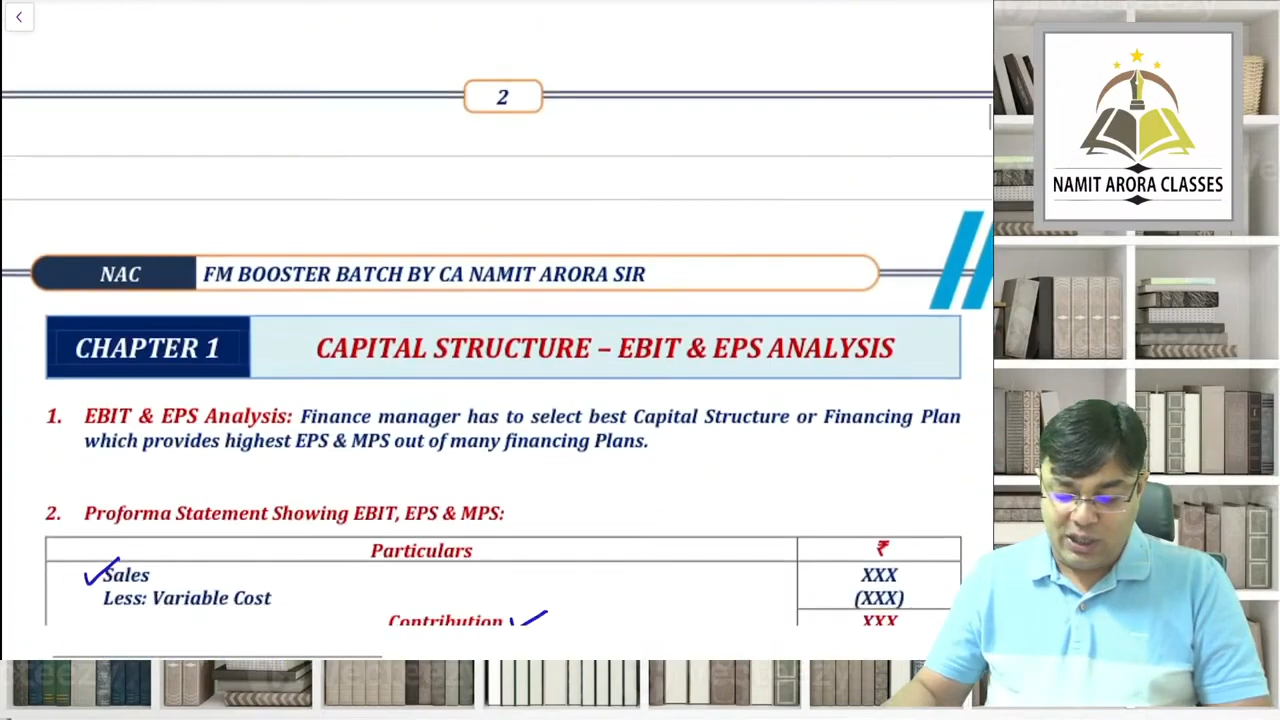 2
NAMIT ARORA CLASSES
NAC
FM BOOSTER BATCH BY CA NAMIT ARORA SIR
CHAPTER 1
CAPITAL STRUCTURE – EBIT & EPS ANALYSIS
1. EBIT & EPS Analysis: Finance manager has to select best Capital Structure or Financing Plan
which provides highest EPS & MPS out of many financing Plans.
2. Proforma Statement Showing EBIT, EPS & MPS:
Particulars ₹
Sales XXX
Less: Variable Cost (XXX)
Contribution XXX